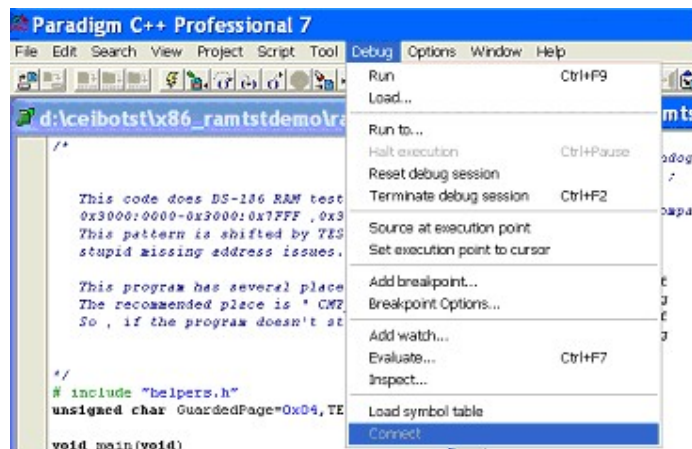 Paradigm C++ Professional 7
File Edit Search View Project Script Tool Debug Options Window Help
Run Ctrl+F9
Load...
d:\ceibotst\x86_ramtstdemo\ra
Run to...
Halt execution Ctrl+Pause
Reset debug session
Terminate debug session Ctrl+F2
Source at execution point
Set execution point to cursor
Add breakpoint...
Breakpoint Options...
Add watch...
Evaluate... Ctrl+F7
Inspect...
Load symbol table
Connect
/*
This code does DS-186 RAM test
0x3000:0000-0x3000:0x7FFF ,0x3
This pattern is shifted by TES
stupid missing address issues.
This program has several place
The recommended place is " CMP
So , if the program doesn't st
*/
# include "helpers.h"
unsigned char GuardedPage=0x04,TE
void main(void)